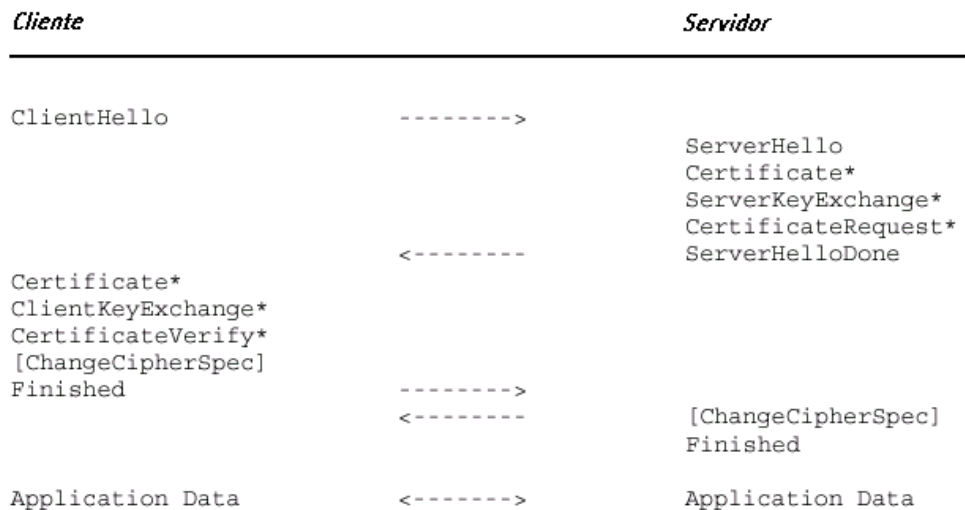 Cliente Servidor
ClientHello -------->
ServerHello
Certificate*
ServerKeyExchange*
CertificateRequest*
<-------- ServerHelloDone
Certificate*
ClientKeyExchange*
CertificateVerify*
[ChangeCipherSpec]
Finished -------->
<-------- [ChangeCipherSpec]
Finished
Application Data <-------> Application Data